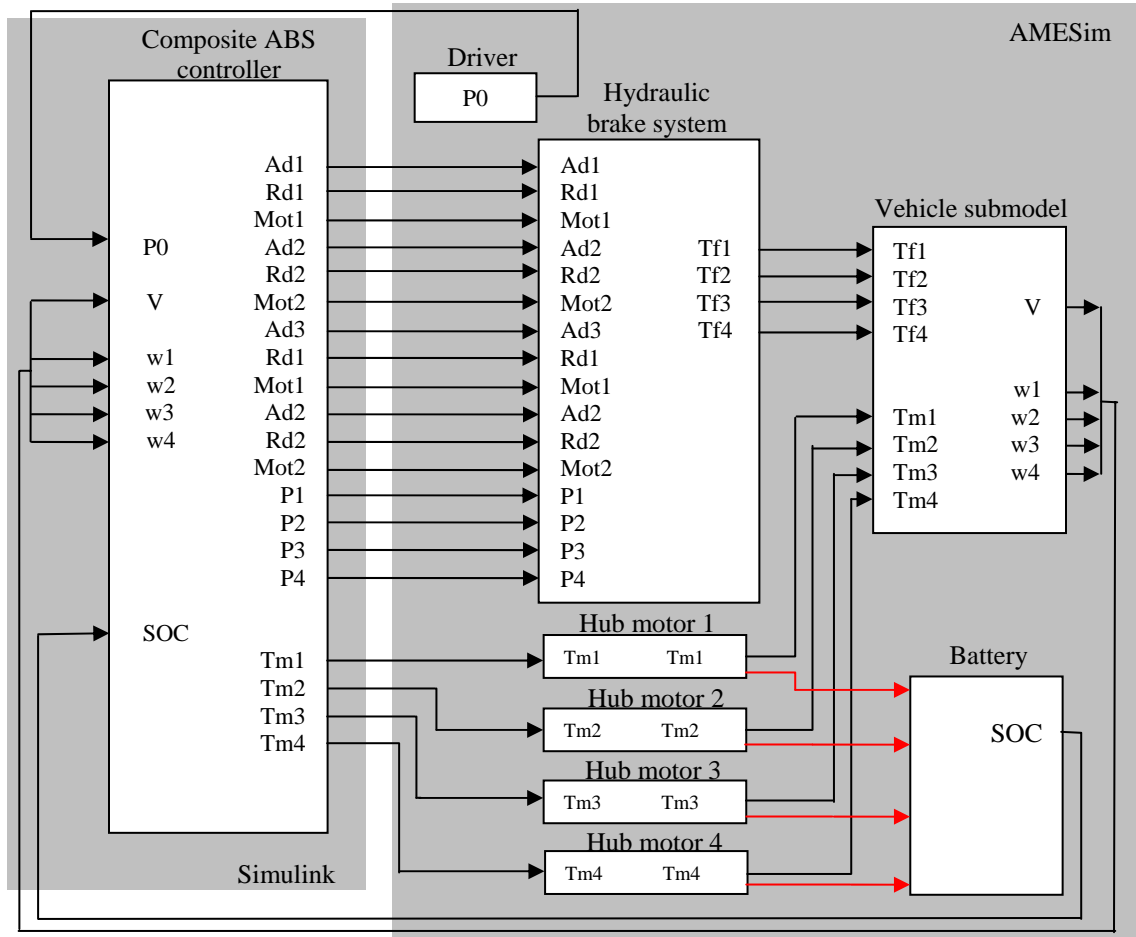 AMESim
Composite ABS
controller
Driver
P0
Hydraulic
brake system
Vehicle submodel
P0
V
w1
w2
w3
w4
SOC
Ad1
Rd1
Mot1
Ad2
Rd2
Mot2
Ad3
Rd1
Mot1
Ad2
Rd2
Mot2
P1
P2
P3
P4
Tm1
Tm2
Tm3
Tm4
Simulink
Ad1
Rd1
Mot1
Ad2
Rd2
Mot2
Ad3
Rd1
Mot1
Ad2
Rd2
Mot2
P1
P2
P3
P4
Tf1
Tf2
Tf3
Tf4
Tf1
Tf2
Tf3
Tf4
Tm1
Tm2
Tm3
Tm4
V
w1
w2
w3
w4
Hub motor 1
Tm1 Tm1
Hub motor 2
Tm2 Tm2
Hub motor 3
Tm3 Tm3
Hub motor 4
Tm4 Tm4
Battery
SOC